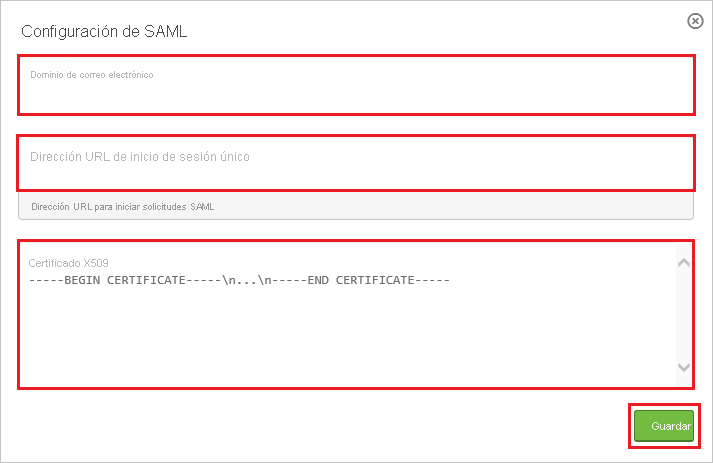 Configuración de SAML
Dominio de correo electrónico
Dirección URL de inicio de sesión único
Dirección URL para iniciar solicitudes SAML
Certificado X509
-----BEGIN CERTIFICATE-----\n...\n-----END CERTIFICATE-----
Guardar